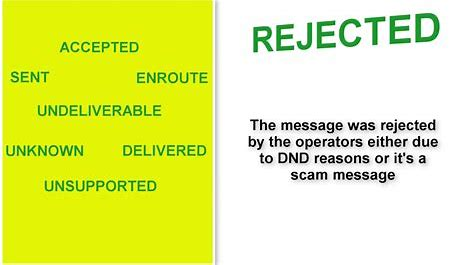 ACCEPTED
SENT
ENROUTE
UNDELIVERABLE
UNKNOWN
DELIVERED
UNSUPPORTED
REJECTED
The message was rejected
by the operators either due
to DND reasons or it's a
scam message